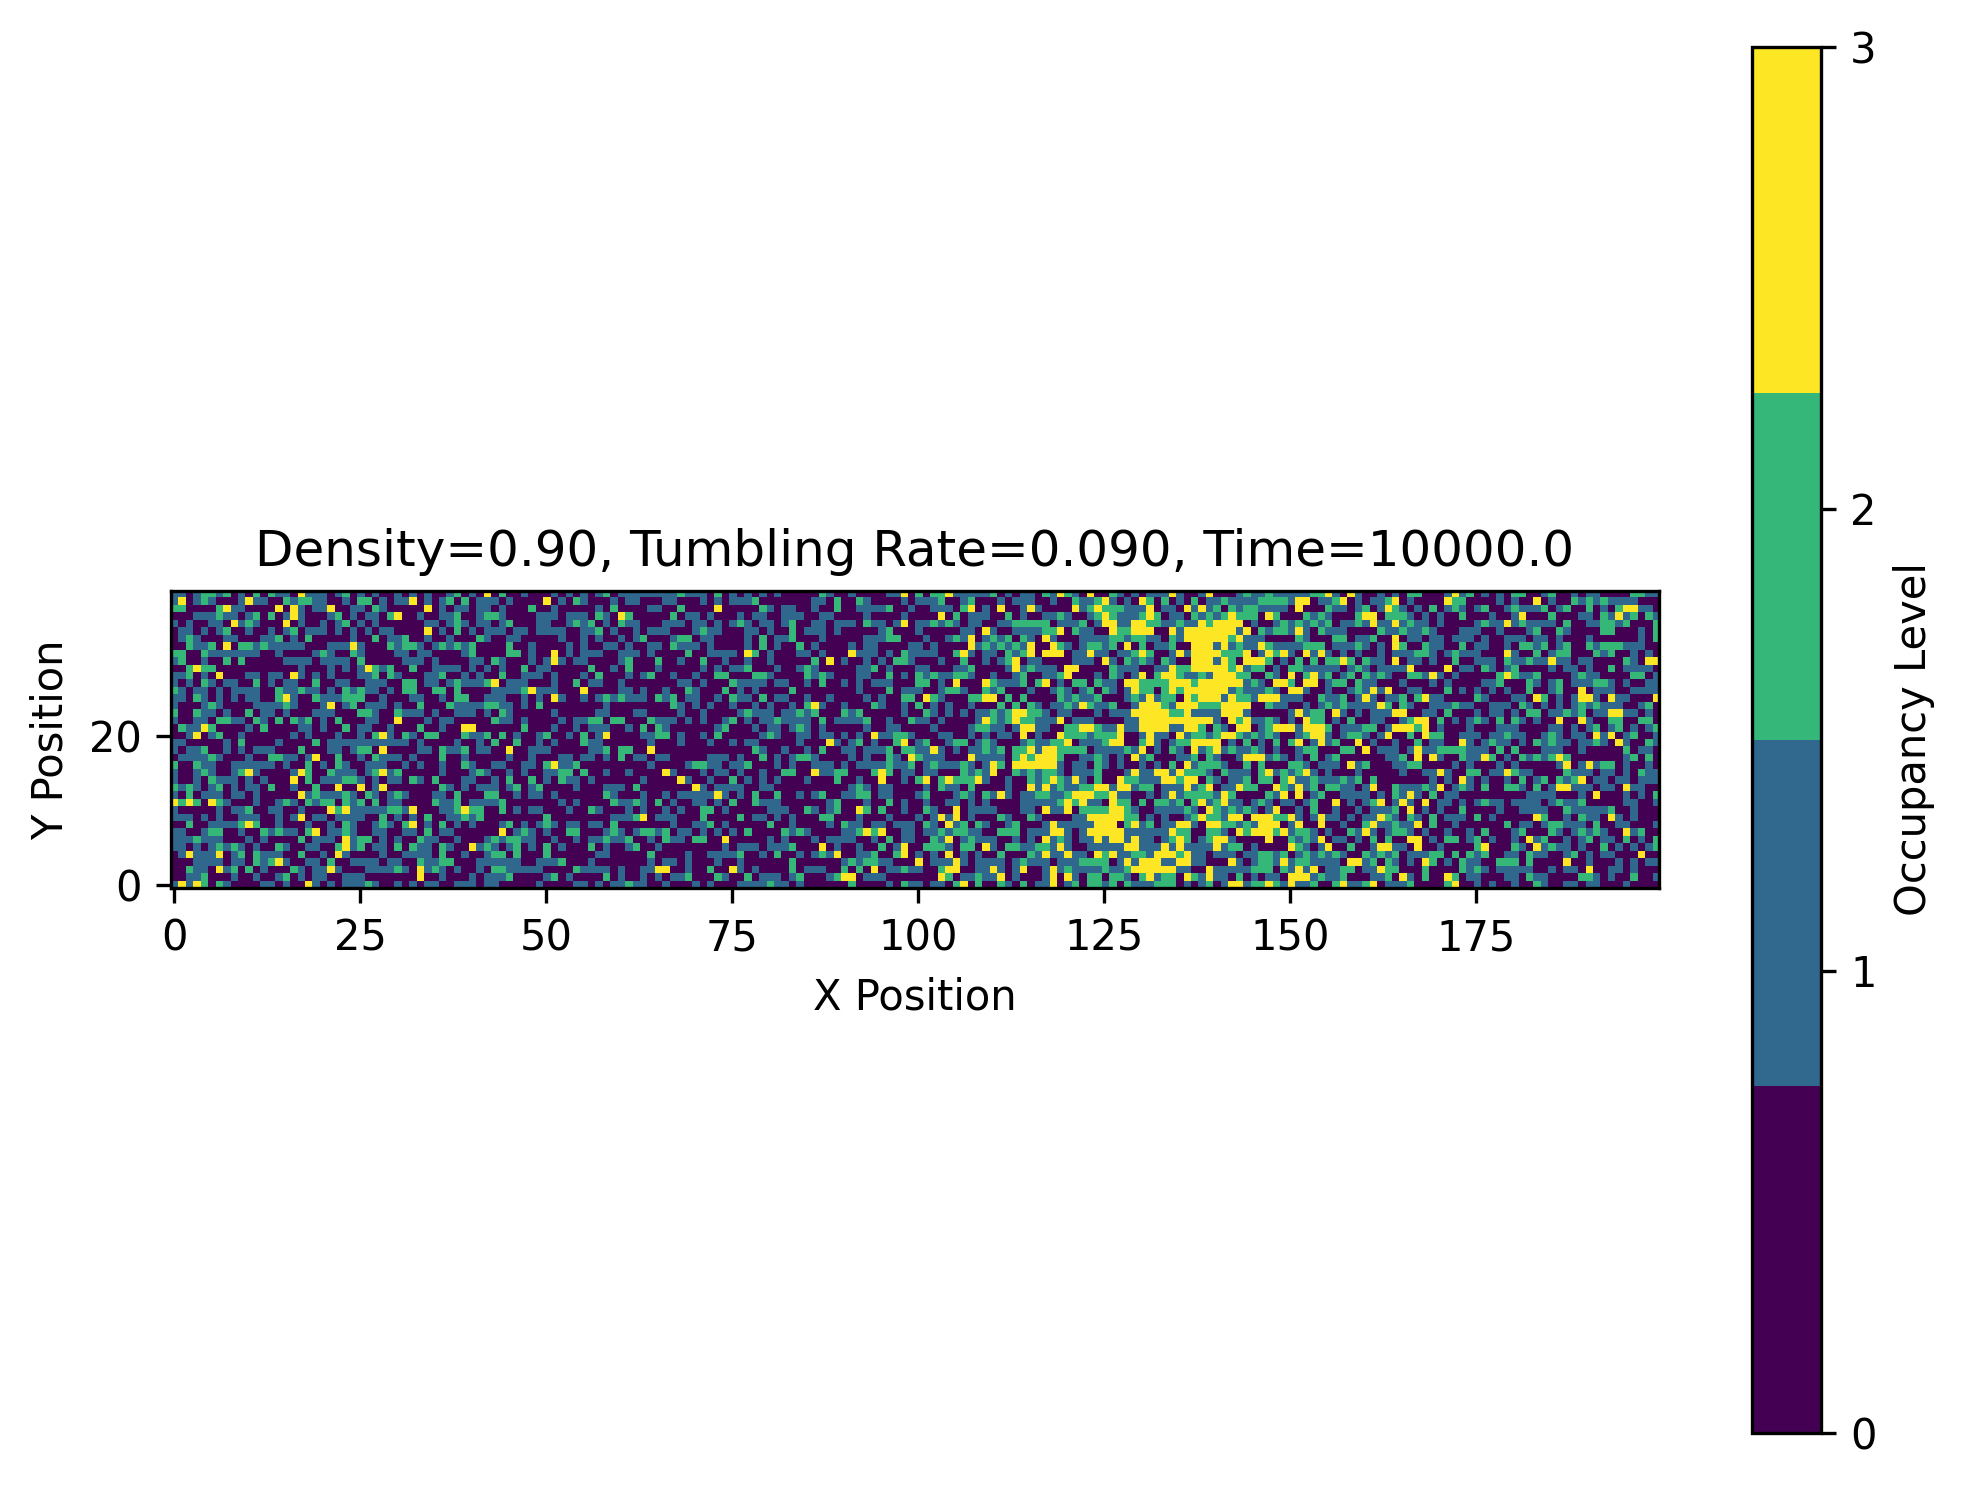 Density=0.90, Tumbling Rate=0.090, Time=10000.0
Y Position
20
0
0 25 50 75 100 125 150 175
X Position
3
2
1
0
Occupancy Level